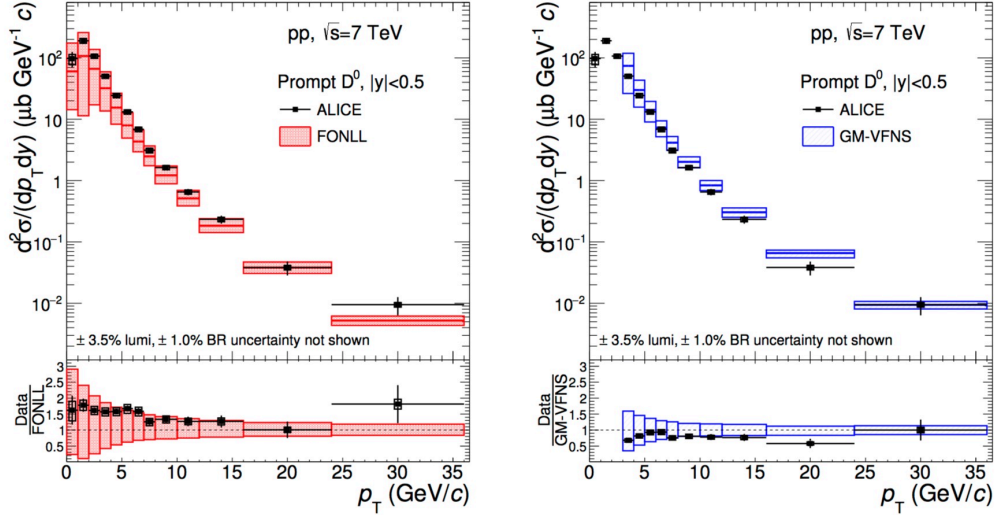 pp, √s=7 TeV
Prompt D⁰, |y|<0.5
ALICE
FONLL
d²σ/(dp_T dy) (μb GeV⁻¹ c)
10²
10
1
10⁻¹
10⁻²
± 3.5% lumi, ± 1.0% BR uncertainty not shown
Data
FONLL
3
2.5
2
1.5
1
0.5
0 5 10 15 20 25 30 35
p_T (GeV/c)
pp, √s=7 TeV
Prompt D⁰, |y|<0.5
ALICE
GM-VFNS
d²σ/(dp_T dy) (μb GeV⁻¹ c)
10²
10
1
10⁻¹
10⁻²
± 3.5% lumi, ± 1.0% BR uncertainty not shown
Data
GM-VFNS
3
2.5
2
1.5
1
0.5
0 5 10 15 20 25 30 35
p_T (GeV/c)